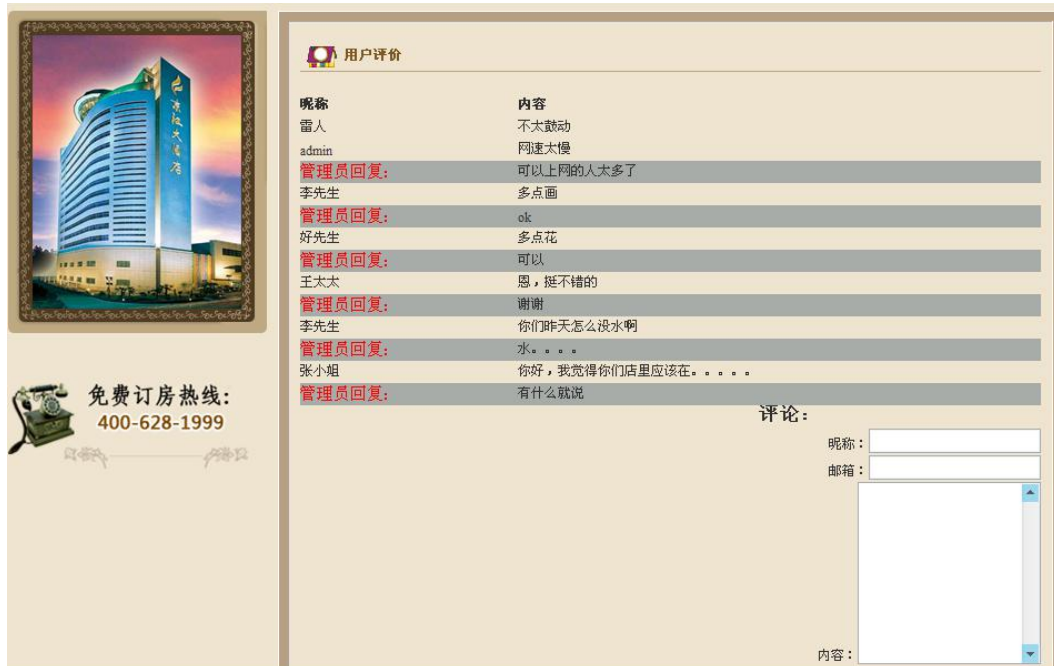 用户评价
昵称 内容
雷人 不太鼓动
admin 网速太慢
管理员回复: 可以上网的人太多了
李先生 多点画
管理员回复: ok
好先生 多点花
管理员回复: 可以
王太太 恩，挺不错的
管理员回复: 谢谢
李先生 你们昨天怎么没水啊
管理员回复: 水。。。。
张小姐 你好，我觉得你们店里应该在。。。。。
管理员回复: 有什么就说
评论：
昵称：
邮箱：
内容：
大酒店
免费订房热线:
400-628-1999